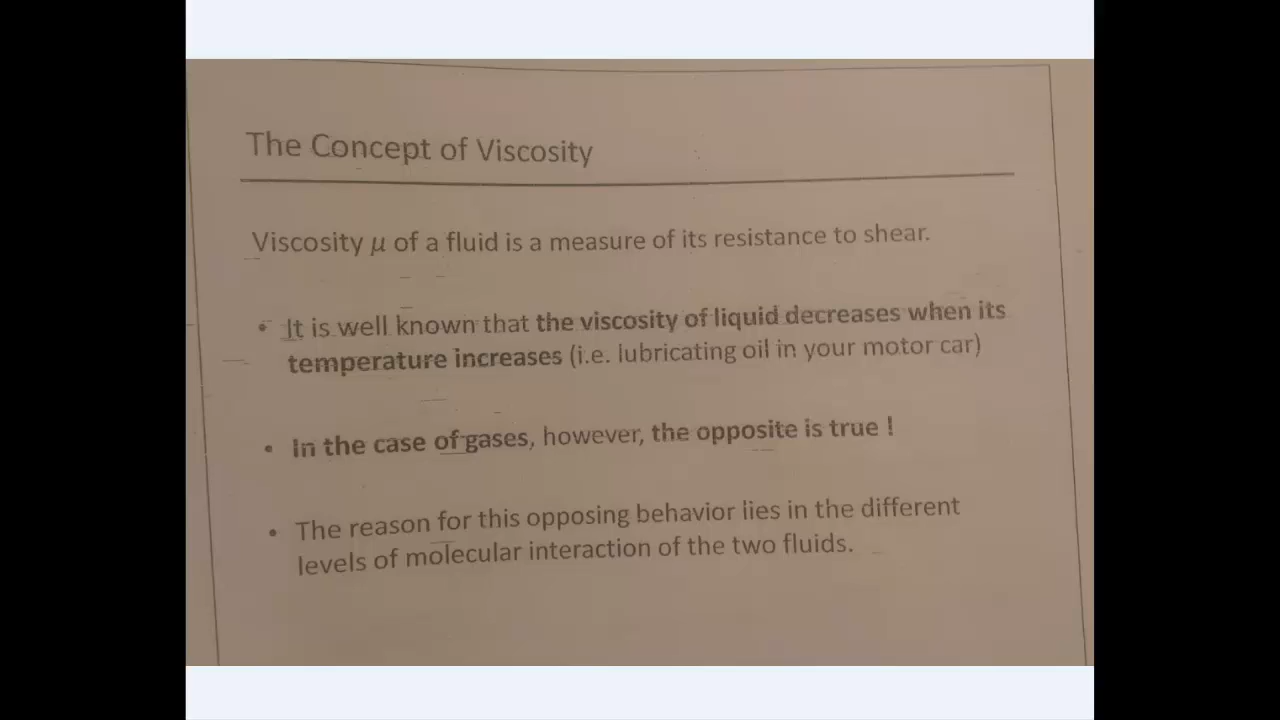 The Concept of Viscosity
Viscosity μ of a fluid is a measure of its resistance to shear.
• It is well known that the viscosity of liquid decreases when its
temperature increases (i.e. lubricating oil in your motor car)
• In the case of gases, however, the opposite is true !
• The reason for this opposing behavior lies in the different
levels of molecular interaction of the two fluids.